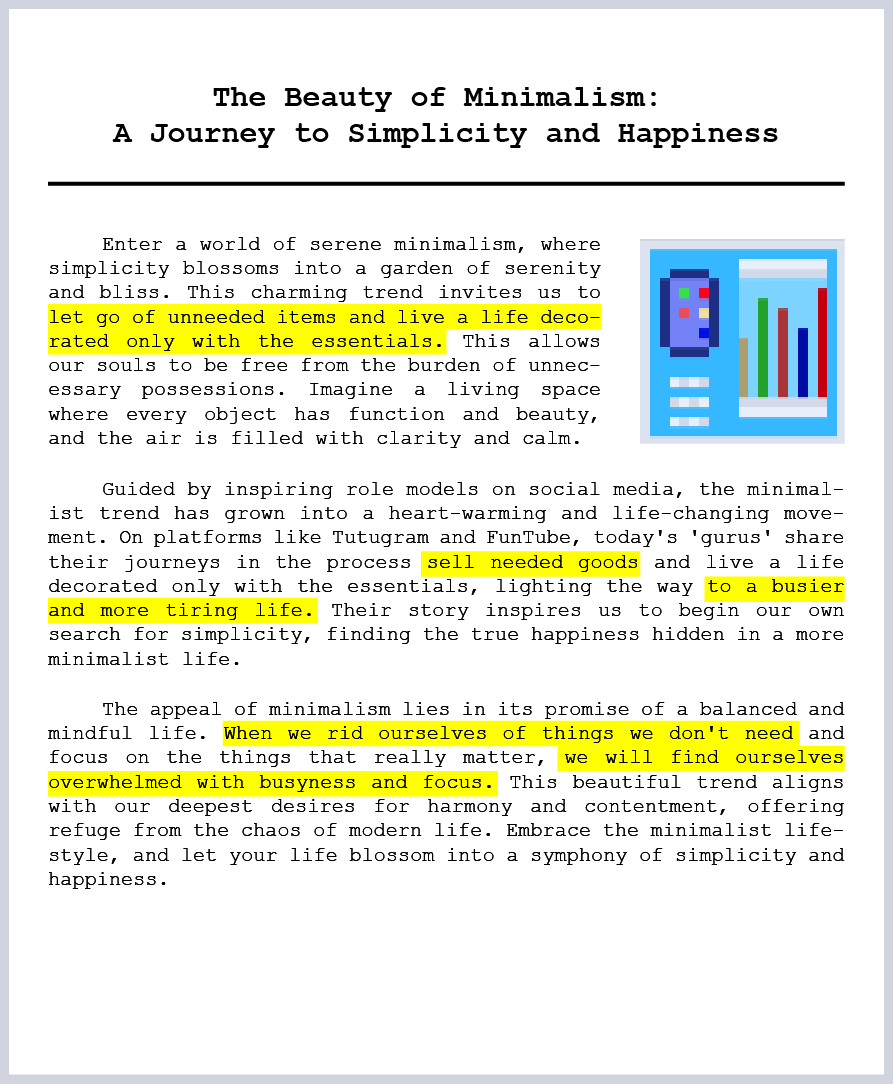 The Beauty of Minimalism:
A Journey to Simplicity and Happiness
Enter a world of serene minimalism, where
simplicity blossoms into a garden of serenity
and bliss. This charming trend invites us to
let go of unneeded items and live a life deco-
rated only with the essentials. This allows
our souls to be free from the burden of unnec-
essary possessions. Imagine a living space
where every object has function and beauty,
and the air is filled with clarity and calm.
Guided by inspiring role models on social media, the minimal-
ist trend has grown into a heart-warming and life-changing move-
ment. On platforms like Tutugram and FunTube, today's 'gurus' share
their journeys in the process sell needed goods and live a life
decorated only with the essentials, lighting the way to a busier
and more tiring life. Their story inspires us to begin our own
search for simplicity, finding the true happiness hidden in a more
minimalist life.
The appeal of minimalism lies in its promise of a balanced and
mindful life. When we rid ourselves of things we don't need and
focus on the things that really matter, we will find ourselves
overwhelmed with busyness and focus. This beautiful trend aligns
with our deepest desires for harmony and contentment, offering
refuge from the chaos of modern life. Embrace the minimalist life-
style, and let your life blossom into a symphony of simplicity and
happiness.